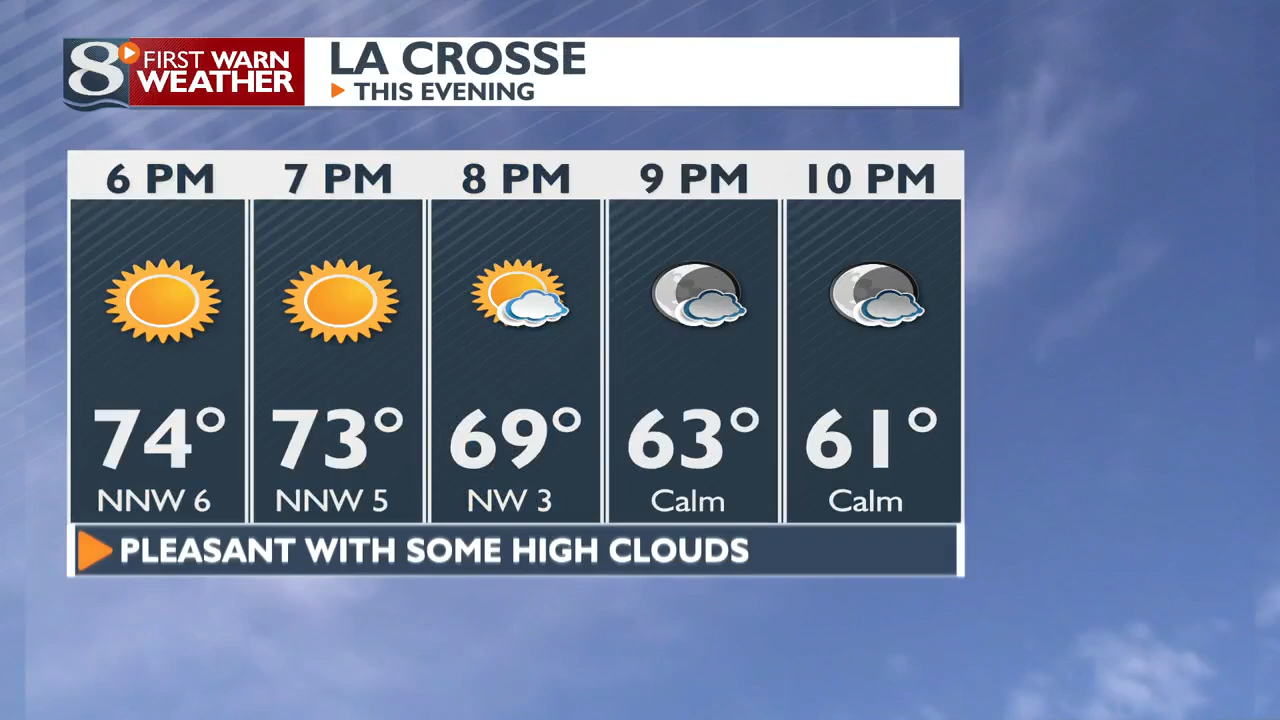 8 FIRST WARN
WEATHER
LA CROSSE
THIS EVENING
6 PM 7 PM 8 PM 9 PM 10 PM
74° 73° 69° 63° 61°
NNW 6 NNW 5 NW 3 Calm Calm
PLEASANT WITH SOME HIGH CLOUDS